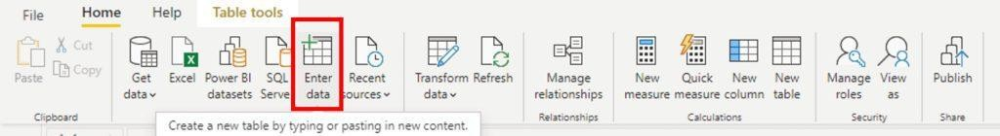 File Home Help Table tools
Paste
Cut
Copy
Clipboard
Get
data
Excel
Power BI
datasets
SQL
Serve
Enter
data
Recent
sources
Transform
data
Refresh
Manage
relationships
Relationships
New
measure
Quick
measure
New
column
New
table
Calculations
Manage
roles
View
as
Security
Publish
Share
Create a new table by typing or pasting in new content.